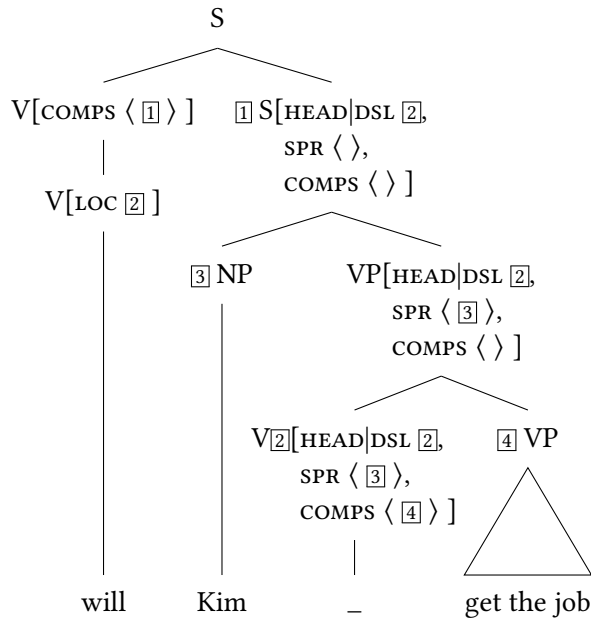 S
V[COMPS ⟨ 1 ⟩ ] 1 S[HEAD|DSL 2,
SPR ⟨ ⟩,
COMPS ⟨ ⟩ ]
V[LOC 2 ]
3 NP VP[HEAD|DSL 2,
SPR ⟨ 3 ⟩,
COMPS ⟨ ⟩ ]
V2[HEAD|DSL 2, 4 VP
SPR ⟨ 3 ⟩,
COMPS ⟨ 4 ⟩ ]
will Kim _ get the job